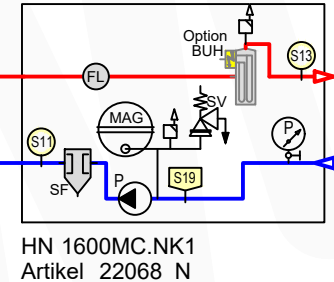 Option
BUH
S13
FL
MAG
SV
S11
P
SF
P
S19
HN 1600MC.NK1
Artikel 22068 N